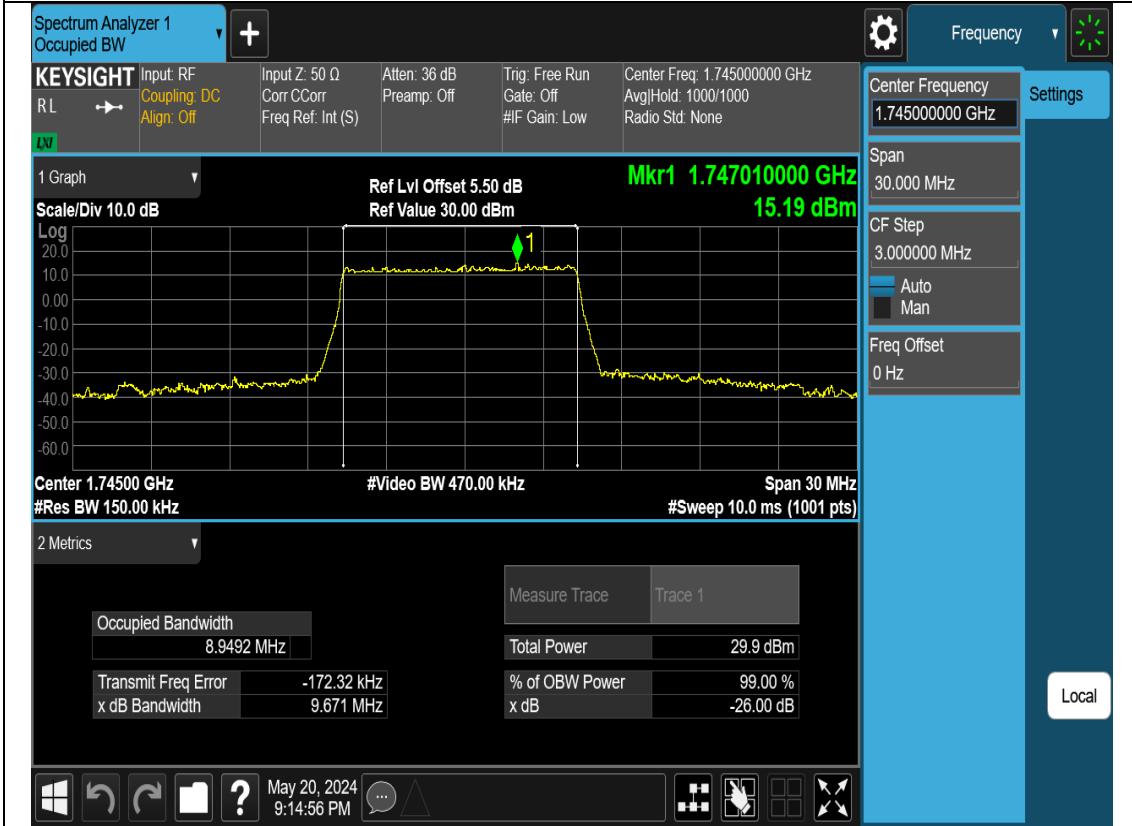 Spectrum Analyzer 1
Occupied BW
+
Frequency
KEYSIGHT
R L
LXI
Input: RF
Coupling: DC
Align: Off
Input Z: 50 Ω
Corr CCorr
Freq Ref: Int (S)
Atten: 36 dB
Preamp: Off
Trig: Free Run
Gate: Off
#IF Gain: Low
Center Freq: 1.745000000 GHz
Avg|Hold: 1000/1000
Radio Std: None
Center Frequency
1.745000000 GHz
Settings
Span
30.000 MHz
CF Step
3.000000 MHz
Auto
Man
Freq Offset
0 Hz
Local
1 Graph
Scale/Div 10.0 dB
Ref Lvl Offset 5.50 dB
Ref Value 30.00 dBm
Mkr1 1.747010000 GHz
15.19 dBm
Log
1
20.0
10.0
0.00
-10.0
-20.0
-30.0
-40.0
-50.0
-60.0
Center 1.74500 GHz
#Video BW 470.00 kHz
Span 30 MHz
#Res BW 150.00 kHz
#Sweep 10.0 ms (1001 pts)
2 Metrics
Measure Trace Trace 1
Occupied Bandwidth
8.9492 MHz
Total Power 29.9 dBm
Transmit Freq Error -172.32 kHz
% of OBW Power 99.00 %
x dB Bandwidth 9.671 MHz
x dB -26.00 dB
?
May 20, 2024
9:14:56 PM